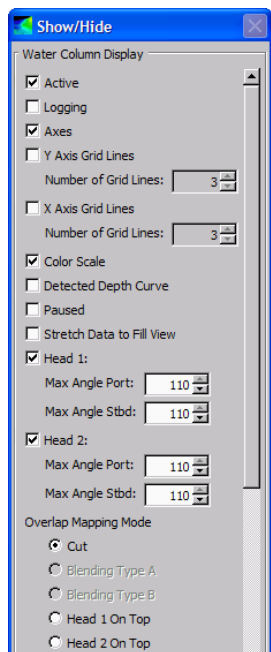 Show/Hide
Water Column Display
Active
Logging
Axes
Y Axis Grid Lines
Number of Grid Lines: 3
X Axis Grid Lines
Number of Grid Lines: 3
Color Scale
Detected Depth Curve
Paused
Stretch Data to Fill View
Head 1:
Max Angle Port: 110
Max Angle Stbd: 110
Head 2:
Max Angle Port: 110
Max Angle Stbd: 110
Overlap Mapping Mode
Cut
Blending Type A
Blending Type B
Head 1 On Top
Head 2 On Top